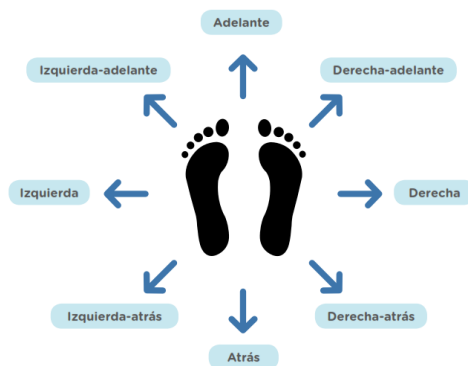 Adelante
Izquierda-adelante
Derecha-adelante
Izquierda
Derecha
Izquierda-atrás
Derecha-atrás
Atrás